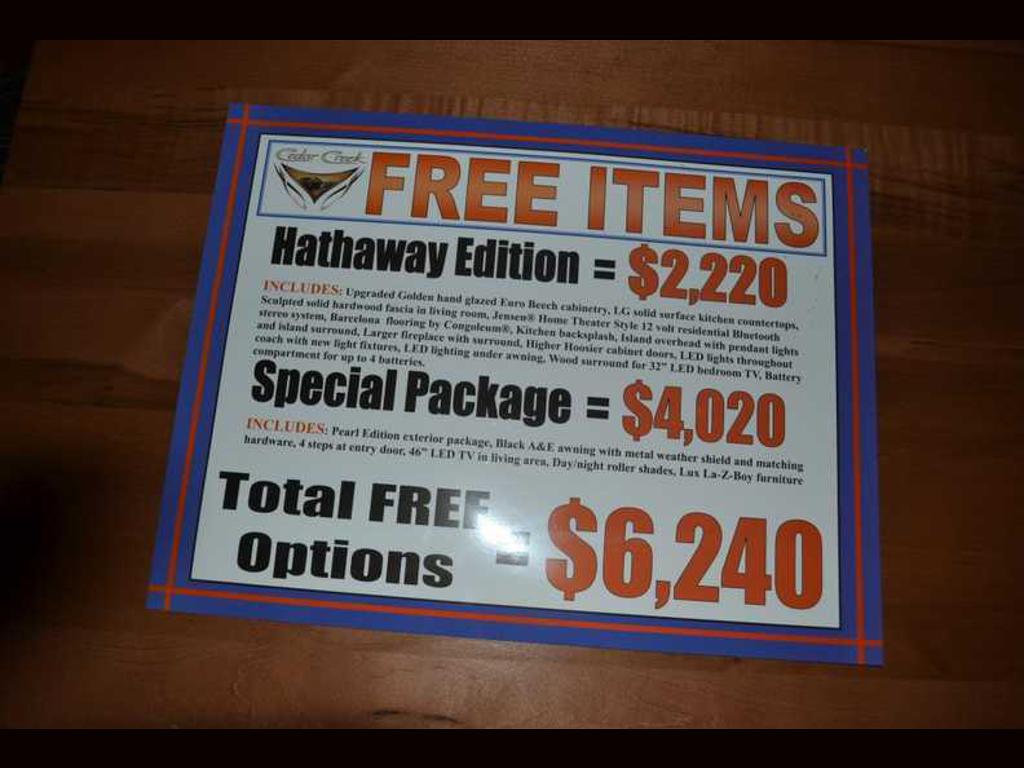 Cedar Creek
FREE ITEMS
Hathaway Edition = $2,220
INCLUDES: Upgraded Golden hand glazed Euro Beech cabinetry, LG solid surface kitchen countertops,
Sculpted solid hardwood fascia in living room, Jensen® Home Theater Style 12 volt residential Bluetooth
stereo system, Barcelona flooring by Congoleum®, Kitchen backsplash, Island overhead with pendant lights
and island surround, Larger fireplace with surround, Higher Hoosier cabinet doors, LED lights throughout
coach with new light fixtures, LED lighting under awning, Wood surround for 32" LED bedroom TV, Battery
compartment for up to 4 batteries.
Special Package = $4,020
INCLUDES: Pearl Edition exterior package, Black A&E awning with metal weather shield and matching
hardware, 4 steps at entry door, 46" LED TV in living area, Day/night roller shades, Lux La-Z-Boy furniture
Total FREE
Options = $6,240